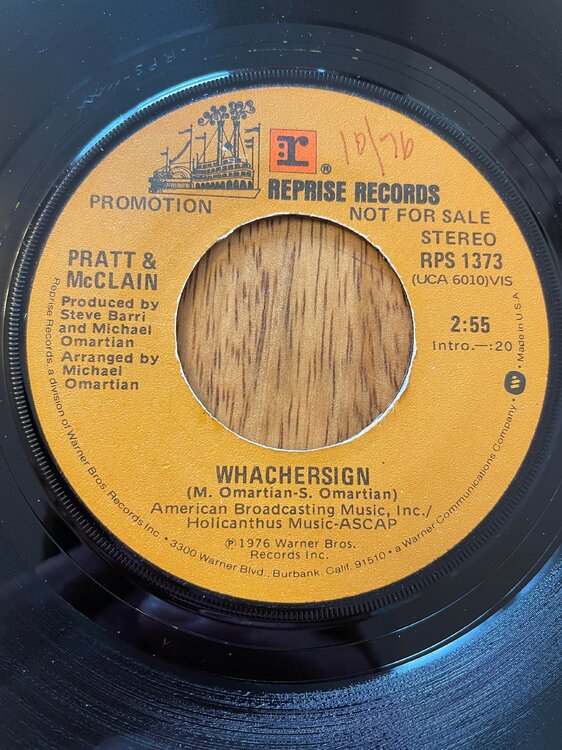 10/76
r ®
REPRISE RECORDS
PROMOTION
NOT FOR SALE
STEREO
RPS 1373
(UCA 6010)VIS
PRATT &
McCLAIN
Produced by
Steve Barri
and Michael
Omartian
Arranged by
Michael
Omartian
2:55
Intro.—:20
WHACHERSIGN
(M. Omartian-S. Omartian)
American Broadcasting Music, Inc./
Holicanthus Music-ASCAP
℗1976 Warner Bros.
Records Inc.
Reprise Records, a division of Warner Bros. Records Inc. • 3300 Warner Blvd., Burbank, Calif. 91510 • a Warner Communications Company • Made in U.S.A.